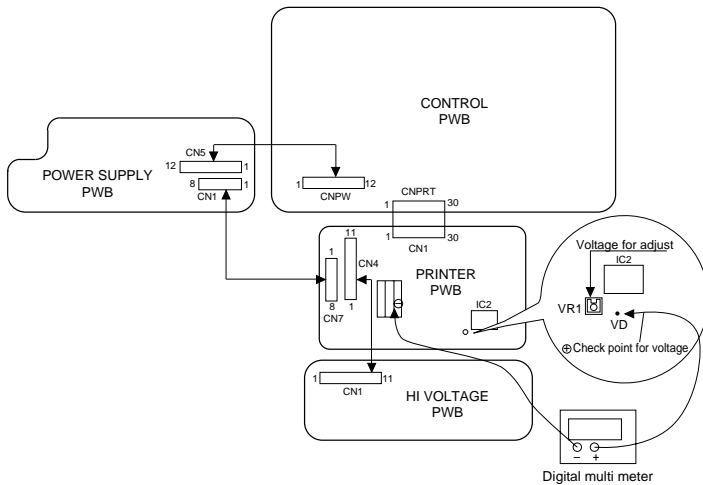 CONTROL
PWB
CN5
12 1
POWER SUPPLY
PWB
8 1
CN1
1 12
CNPW
CNPRT
1 30
1 30
CN1
11
1 CN4
PRINTER
PWB
IC2
8 1
CN7
Voltage for adjust
IC2
VR1
VD
⊕Check point for voltage
1 11
CN1
HI VOLTAGE
PWB
− +
Digital multi meter